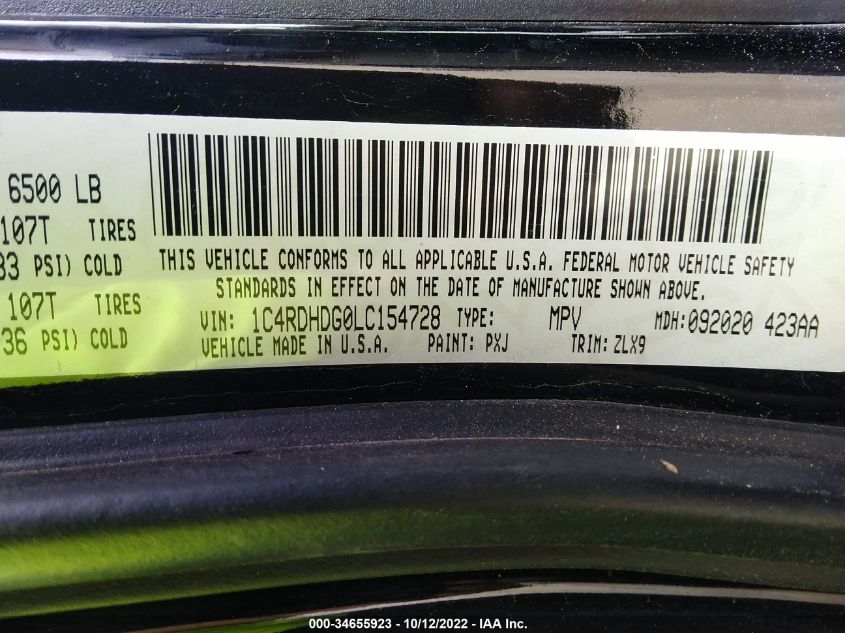 6500 LB
107T TIRES
33 PSI) COLD
107T TIRES
36 PSI) COLD
THIS VEHICLE CONFORMS TO ALL APPLICABLE U.S.A. FEDERAL MOTOR VEHICLE SAFETY
STANDARDS IN EFFECT ON THE DATE OF MANUFACTURE SHOWN ABOVE.
VIN: 1C4RDHDG0LC154728 TYPE: MPV MDH:092020 423AA
VEHICLE MADE IN U.S.A. PAINT: PXJ TRIM: ZLX9
000-34655923 - 10/12/2022 - IAA Inc.